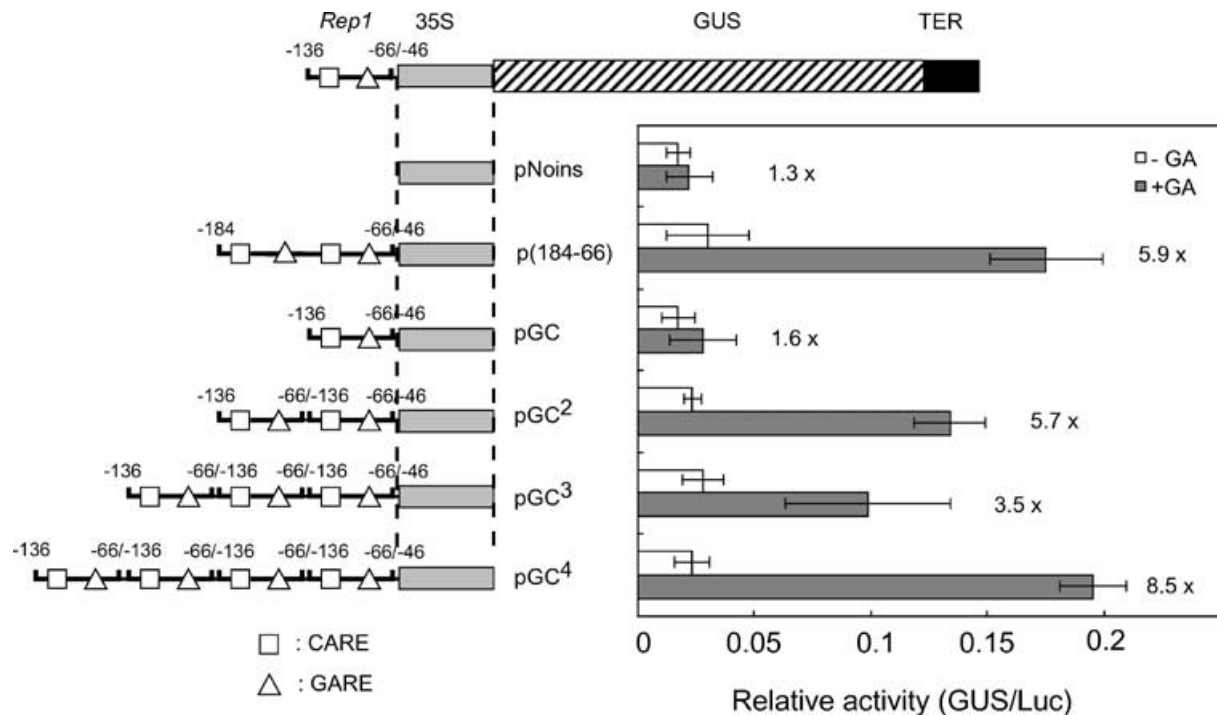 Rep1 35S GUS TER
-136 -66/-46
pNoins 1.3 x - GA
+GA
-184 -66/-46
p(184-66) 5.9 x
-136 -66/-46
pGC 1.6 x
-136 -66/-136 -66/-46
pGC2 5.7 x
-136 -66/-136 -66/-136 -66/-46
pGC3 3.5 x
-136 -66/-136 -66/-136 -66/-136 -66/-46
pGC4 8.5 x
0 0.05 0.1 0.15 0.2
: CARE
: GARE
Relative activity (GUS/Luc)